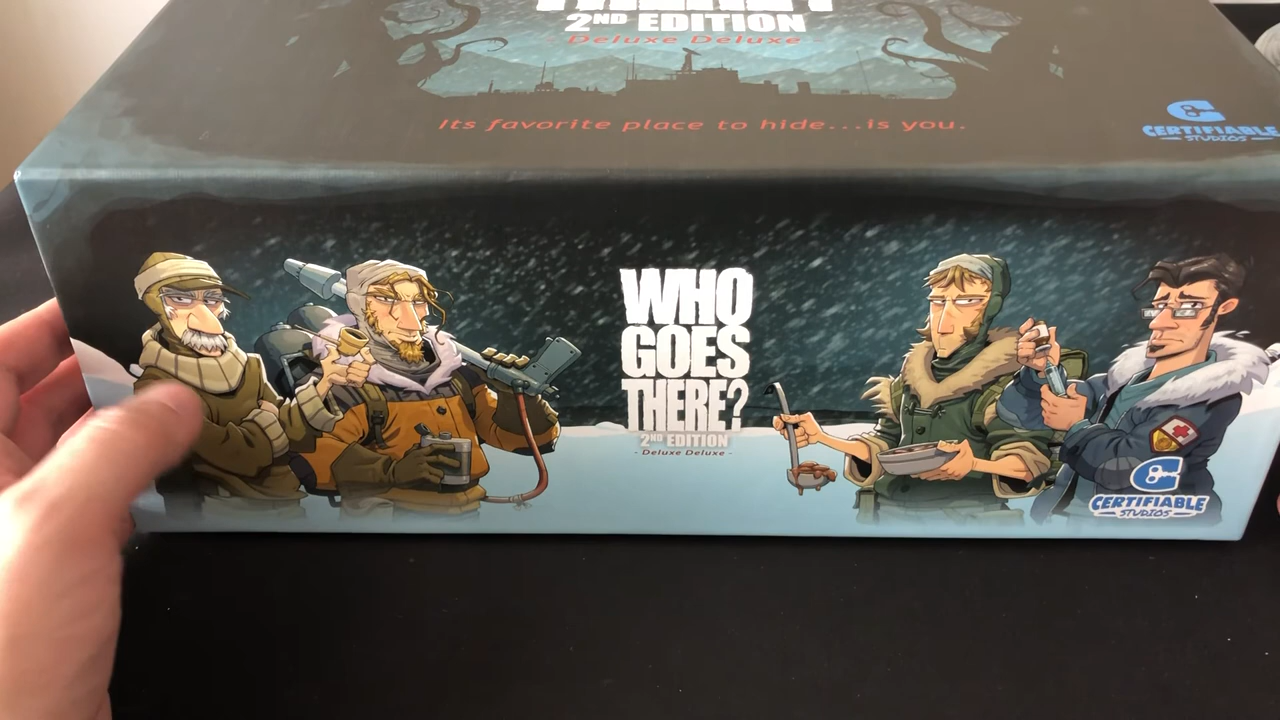 2ND EDITION
Deluxe Deluxe
Its favorite place to hide...is you.
C
CERTIFIABLE
STUDIOS
WHO
GOES
THERE?
2ND EDITION
- Deluxe Deluxe -
C
CERTIFIABLE
STUDIOS